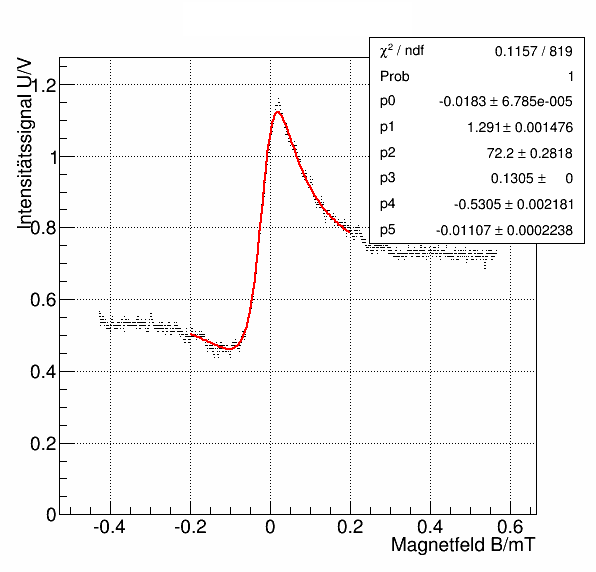 χ² / ndf 0.1157 / 819
Prob 1
p0 -0.0183 ± 6.785e-005
p1 1.291± 0.001476
p2 72.2 ± 0.2818
p3 0.1305 ± 0
p4 -0.5305 ± 0.002181
p5 -0.01107 ± 0.0002238
Intensitätssignal U/V
1.2
1
0.8
0.6
0.4
0.2
0
-0.4 -0.2 0 0.2 0.4 0.6
Magnetfeld B/mT